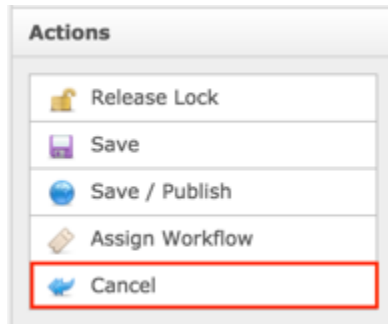 Actions
Release Lock
Save
Save / Publish
Assign Workflow
Cancel